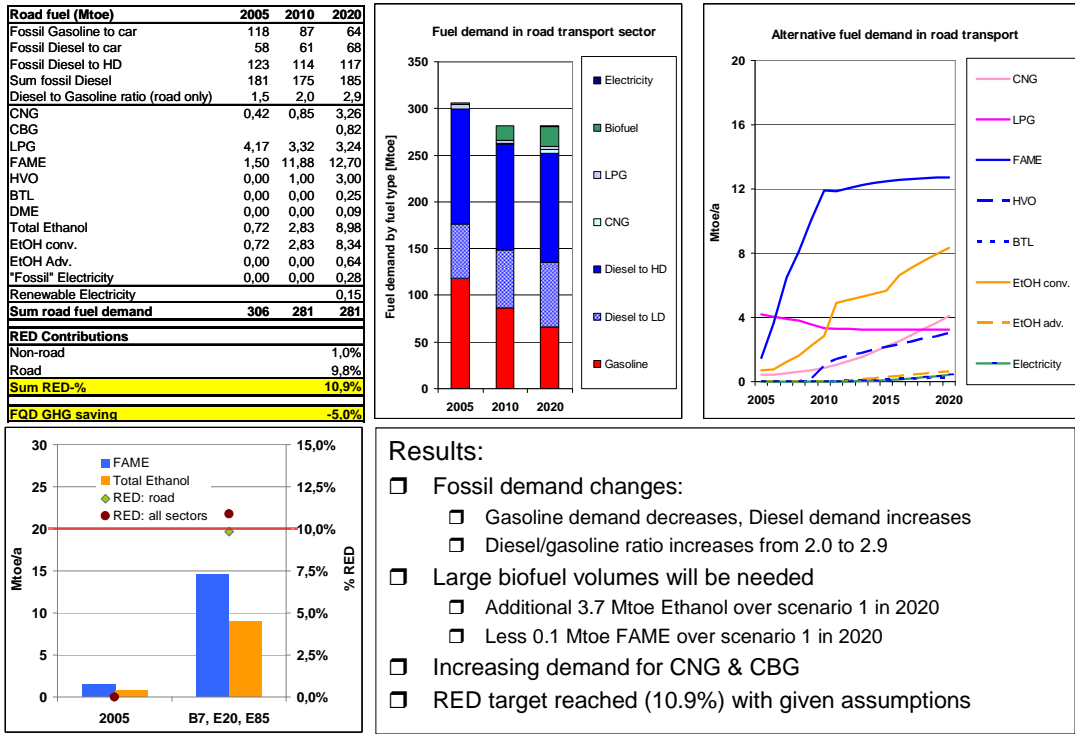 Road fuel (Mtoe) 2005 2010 2020
Fossil Gasoline to car 118 87 64
Fossil Diesel to car 58 61 68
Fossil Diesel to HD 123 114 117
Sum fossil Diesel 181 175 185
Diesel to Gasoline ratio (road only) 1,5 2,0 2,9
CNG 0,42 0,85 3,26
CBG 0,82
LPG 4,17 3,32 3,24
FAME 1,50 11,88 12,70
HVO 0,00 1,00 3,00
BTL 0,00 0,00 0,25
DME 0,00 0,00 0,09
Total Ethanol 0,72 2,83 8,98
EtOH conv. 0,72 2,83 8,34
EtOH Adv. 0,00 0,00 0,64
"Fossil" Electricity 0,00 0,00 0,28
Renewable Electricity 0,15
Sum road fuel demand 306 281 281
RED Contributions
Non-road 1,0%
Road 9,8%
Sum RED-% 10,9%
FQD GHG saving -5,0%
Fuel demand in road transport sector
Fuel demand by fuel type [Mtoe]
350
300
250
200
150
100
50
0
2005 2010 2020
Electricity
Biofuel
LPG
CNG
Diesel to HD
Diesel to LD
Gasoline
Alternative fuel demand in road transport
Mtoe/a
20
16
12
8
4
0
2005 2010 2015 2020
CNG
LPG
FAME
HVO
BTL
EtOH conv.
EtOH adv.
Electricity
Mtoe/a
30
25
20
15
10
5
0
FAME
Total Ethanol
RED: road
RED: all sectors
15,0%
12,5%
10,0%
7,5%
5,0%
2,5%
0,0%
% RED
2005 B7, E20, E85
Results:
Fossil demand changes:
Gasoline demand decreases, Diesel demand increases
Diesel/gasoline ratio increases from 2.0 to 2.9
Large biofuel volumes will be needed
Additional 3.7 Mtoe Ethanol over scenario 1 in 2020
Less 0.1 Mtoe FAME over scenario 1 in 2020
Increasing demand for CNG & CBG
RED target reached (10.9%) with given assumptions